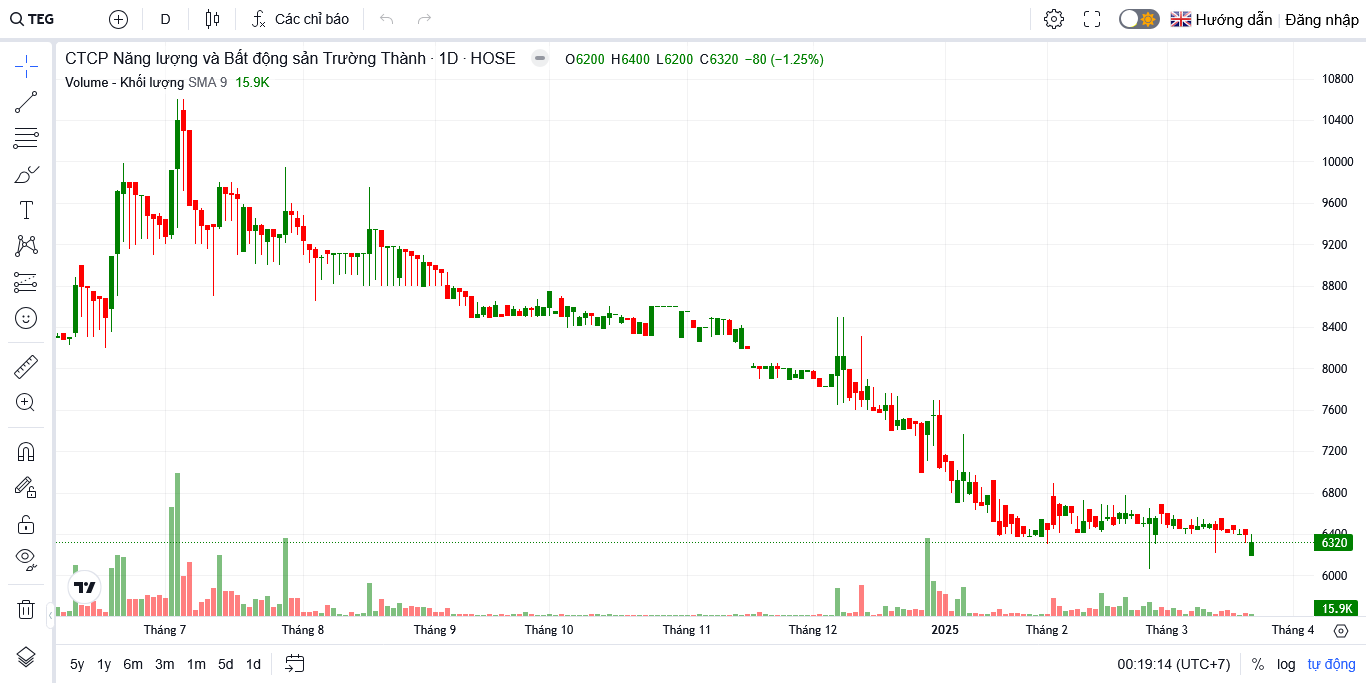 TEG D Các chỉ báo Hướng dẫn Đăng nhập
CTCP Năng lượng và Bất động sản Trường Thành · 1D · HOSE O6200 H6400 L6200 C6320 −80 (−1.25%)
Volume - Khối lượng SMA 9 15.9K
10800
10400
10000
9600
9200
8800
8400
8000
7600
7200
6800
6400
6320
6000
15.9K
Tháng 7 Tháng 8 Tháng 9 Tháng 10 Tháng 11 Tháng 12 2025 Tháng 2 Tháng 3 Tháng 4
5y 1y 6m 3m 1m 5d 1d 00:19:14 (UTC+7) % log tự động